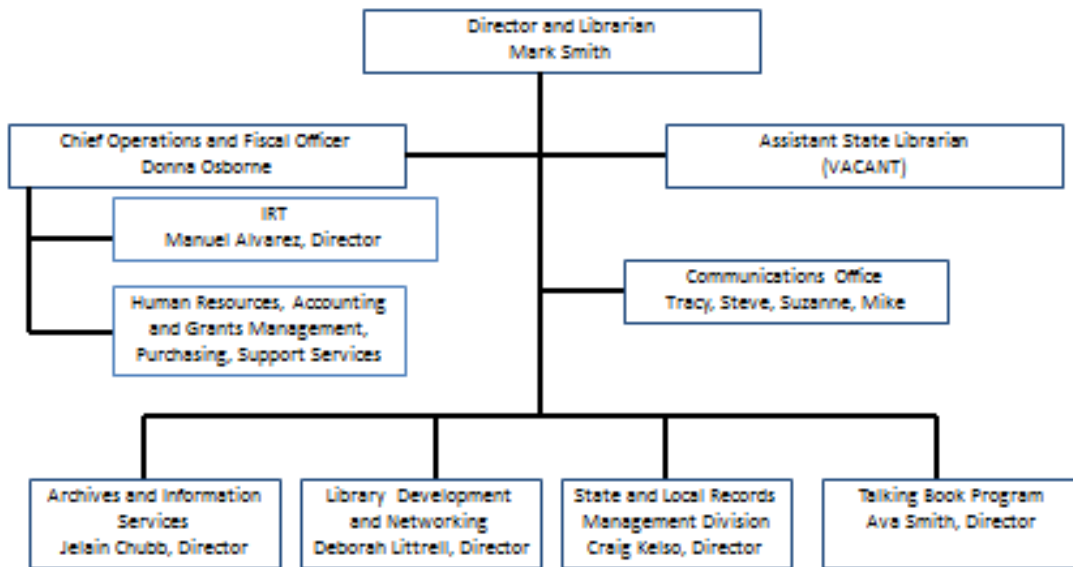 Director and Librarian
Mark Smith
Chief Operations and Fiscal Officer
Donna Osborne
Assistant State Librarian
(VACANT)
IRT
Manuel Alvarez, Director
Communications Office
Tracy, Steve, Suzanne, Mike
Human Resources, Accounting
and Grants Management,
Purchasing, Support Services
Archives and Information
Services
Jelain Chubb, Director
Library Development
and Networking
Deborah Littrell, Director
State and Local Records
Management Division
Craig Kelso, Director
Talking Book Program
Ava Smith, Director